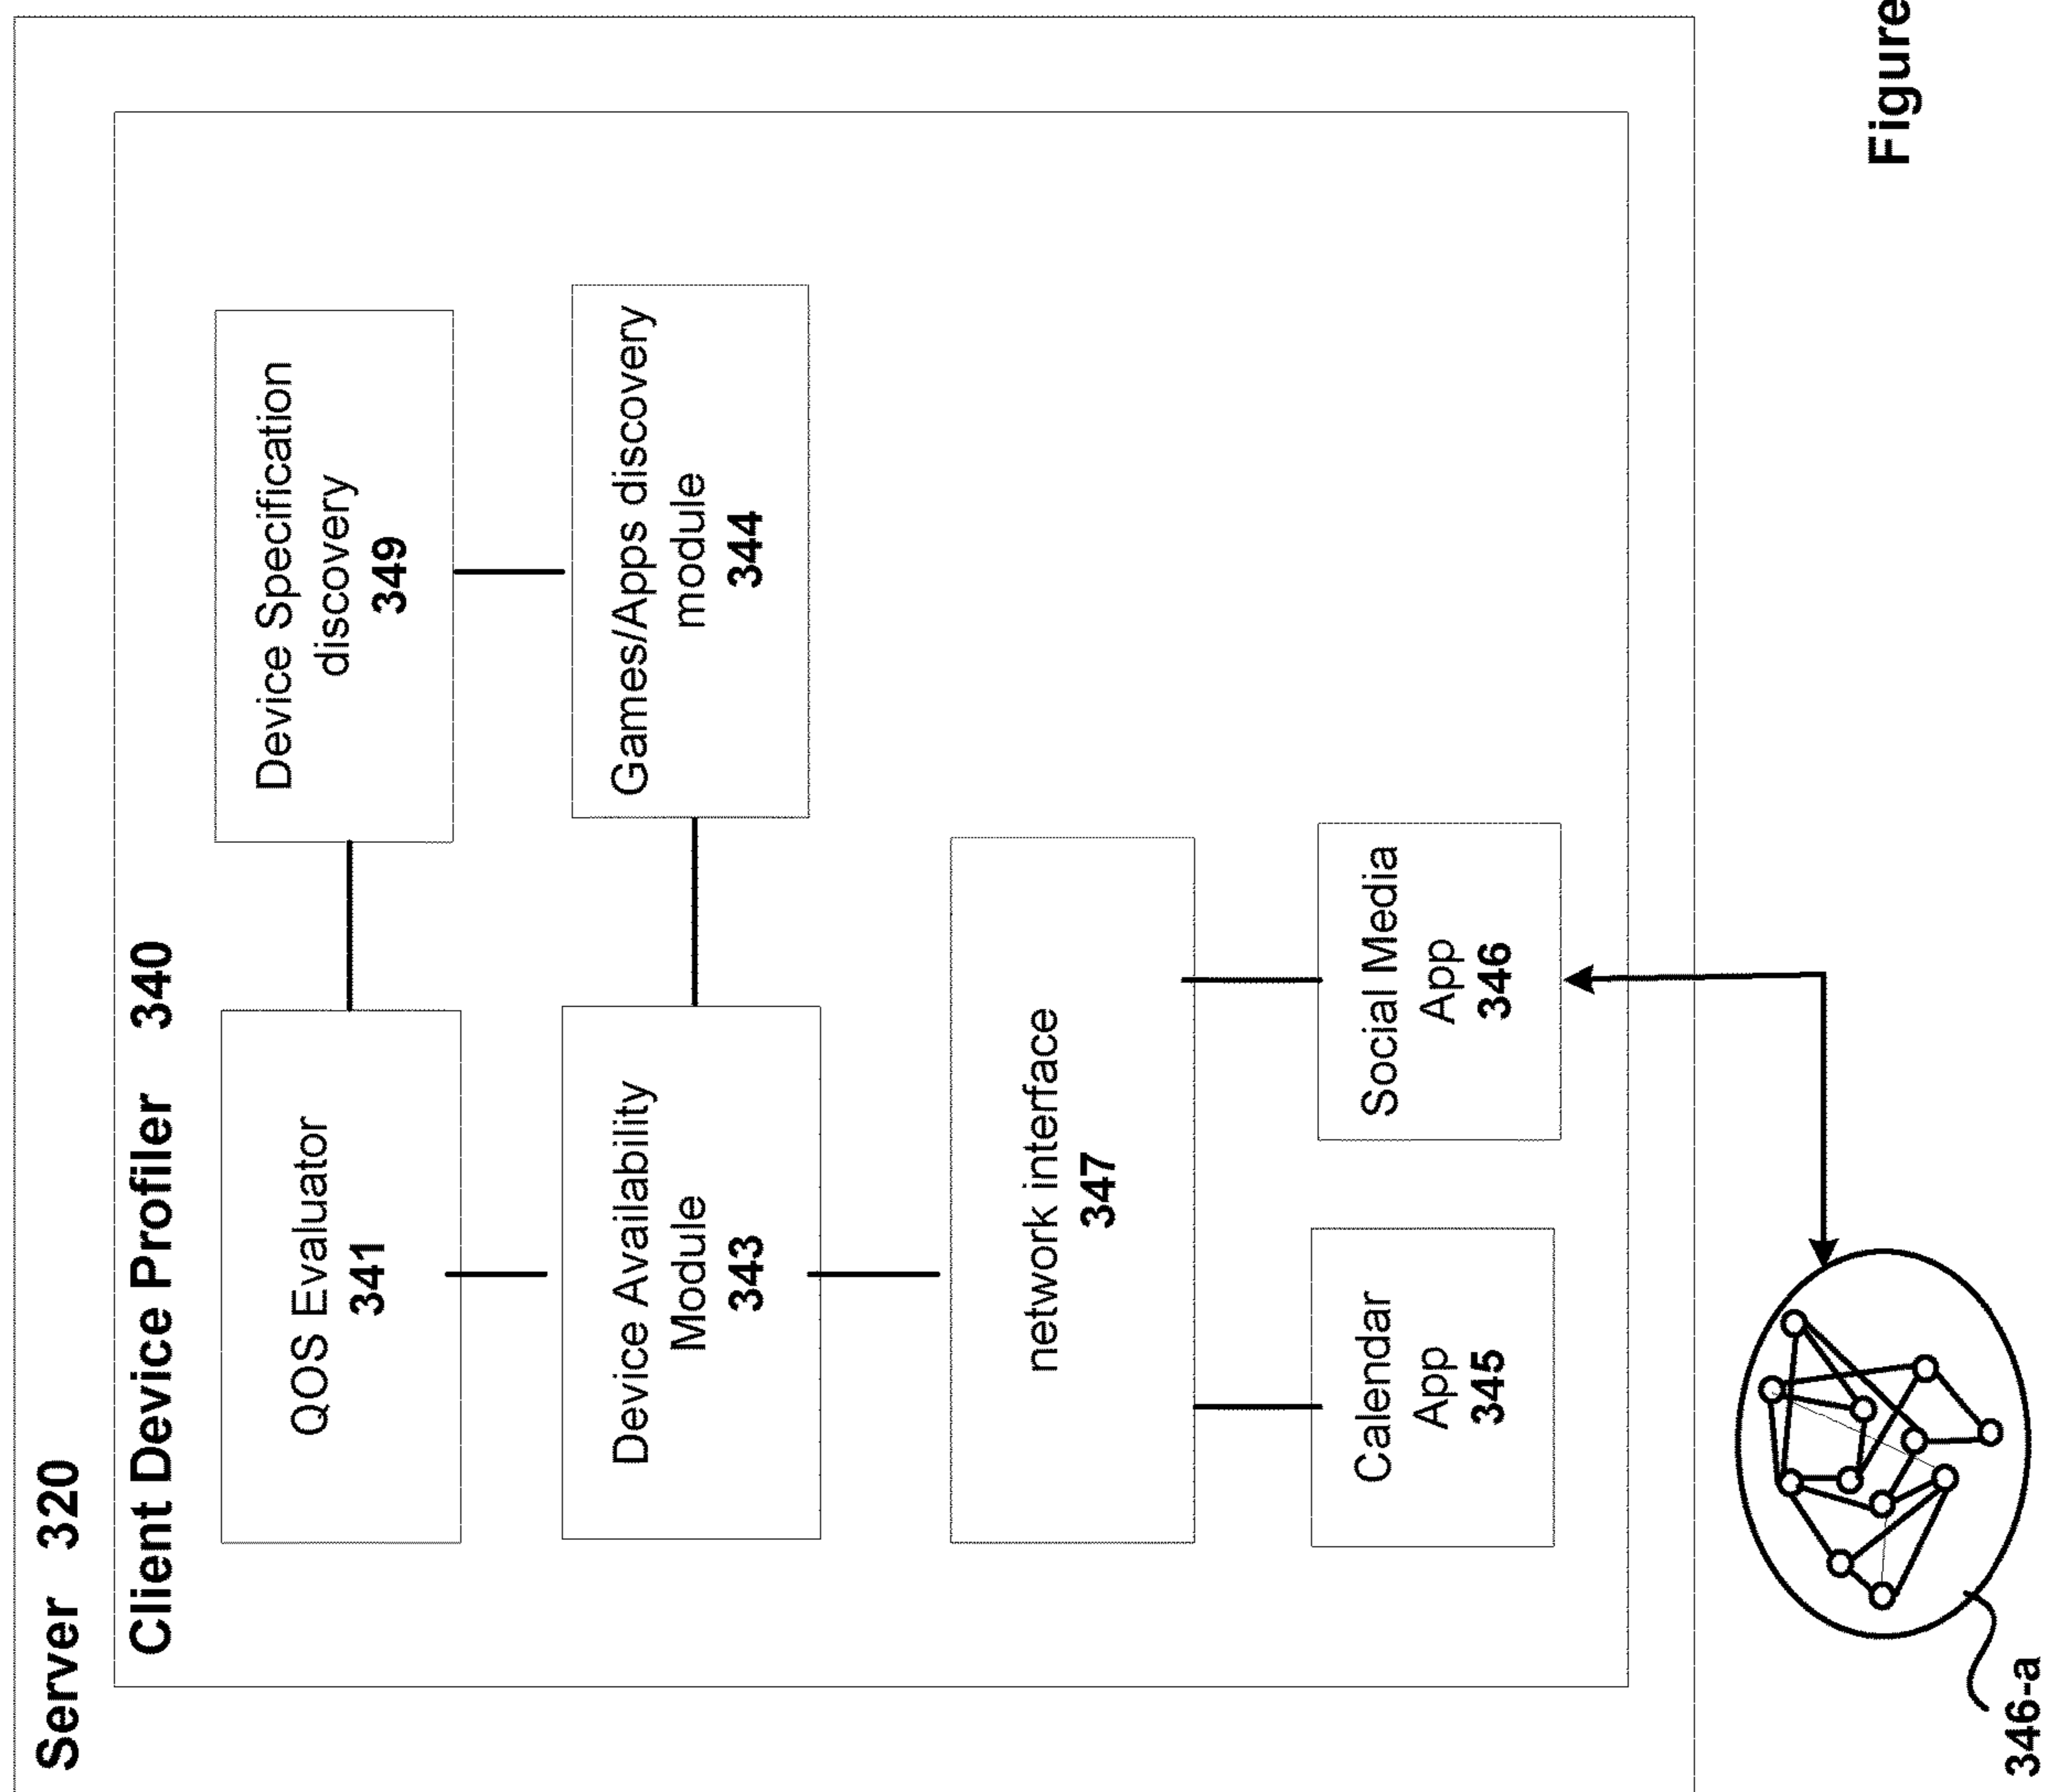 Server 320
Client Device Profiler 340
QOS Evaluator
341
Device Specification
discovery
349
Device Availability
Module
343
Games/Apps discovery
module
344
network interface
347
Calendar
App
345
Social Media
App
346
346-a
Figure